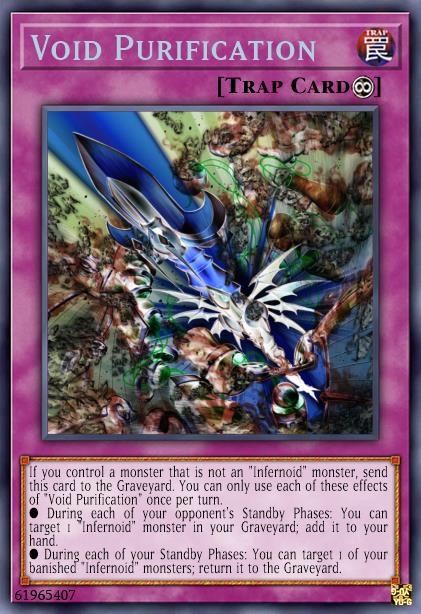 Void Purification
TRAP
罠
[Trap Card]
If you control a monster that is not an "Infernoid" monster, send
this card to the Graveyard. You can only use each of these effects
of "Void Purification" once per turn.
● During each of your opponent's Standby Phases: You can
target 1 "Infernoid" monster in your Graveyard; add it to your
hand.
● During each of your Standby Phases: You can target 1 of your
banished "Infernoid" monsters; return it to the Graveyard.
61965407